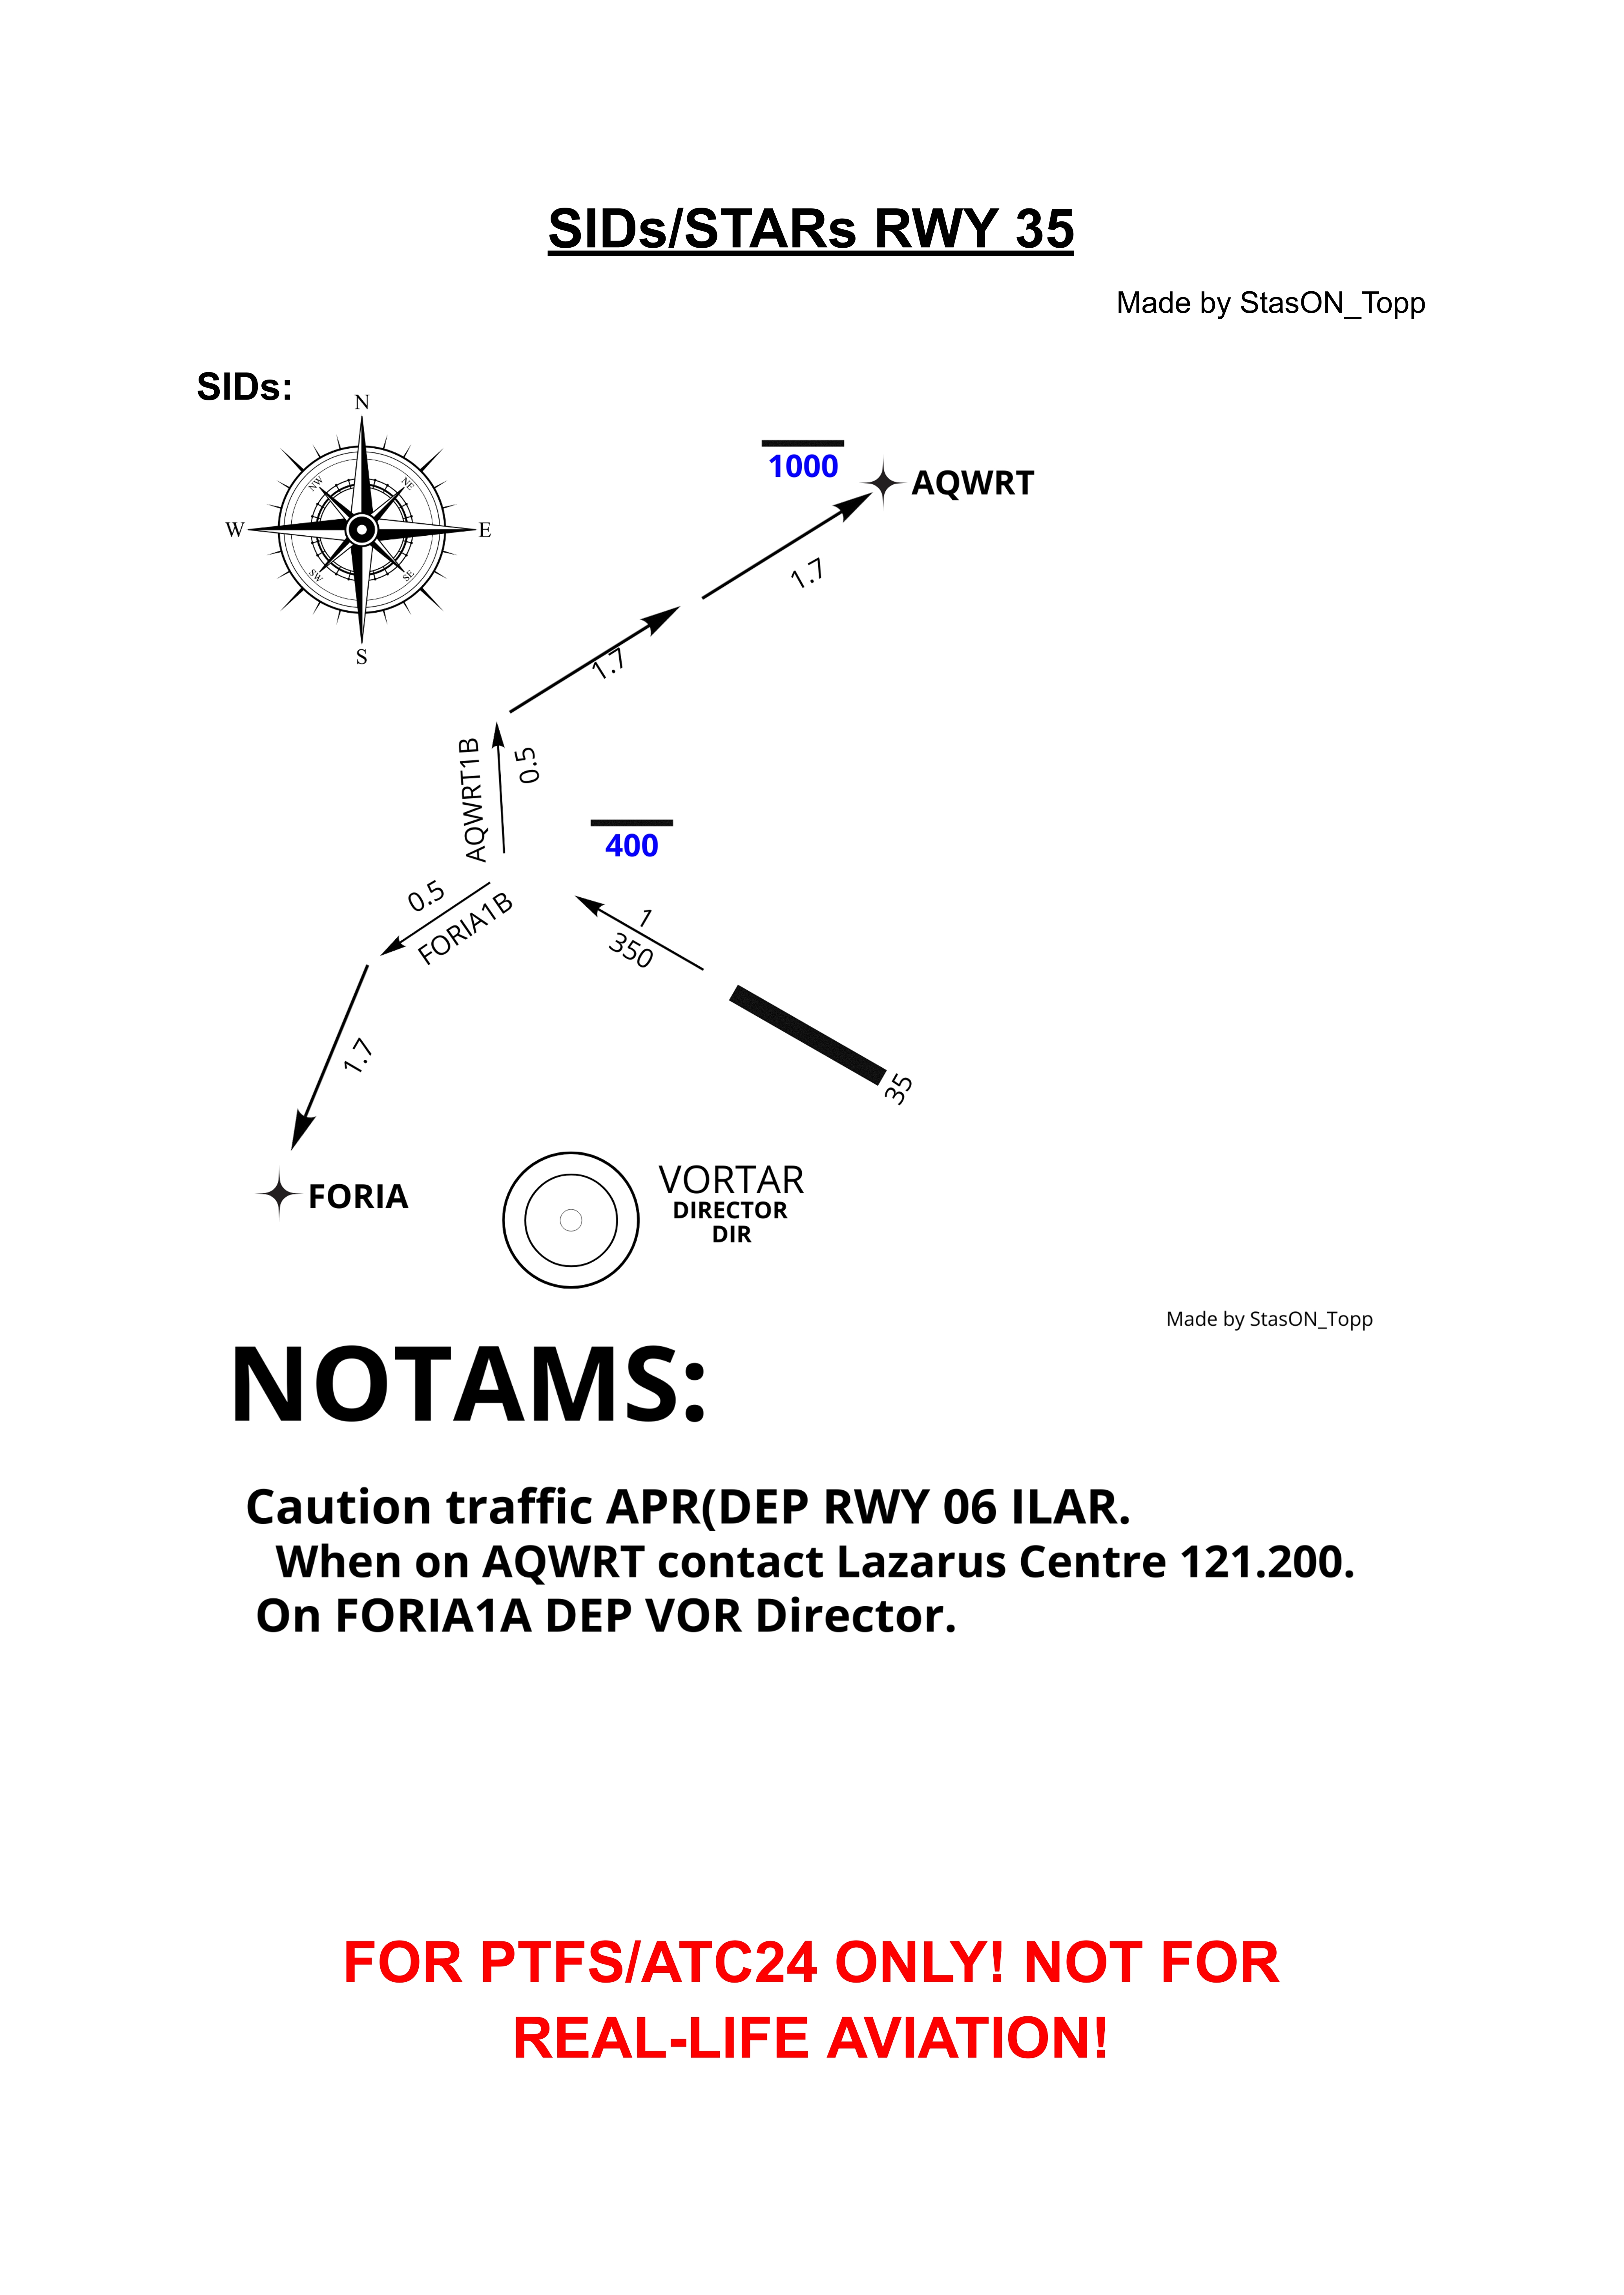 SIDs/STARs RWY 35
Made by StasON_Topp
SIDs:
N
NW
NE
W
E
SW
SE
S
1000
AQWRT
1.7
1.7
AQWRT1B
0.5
400
0.5
FORIA1B
1
350
35
1.7
FORIA
VORTAR
DIRECTOR
DIR
Made by StasON_Topp
NOTAMS:
Caution traffic APR(DEP RWY 06 ILAR.
When on AQWRT contact Lazarus Centre 121.200.
On FORIA1A DEP VOR Director.
FOR PTFS/ATC24 ONLY! NOT FOR
REAL-LIFE AVIATION!